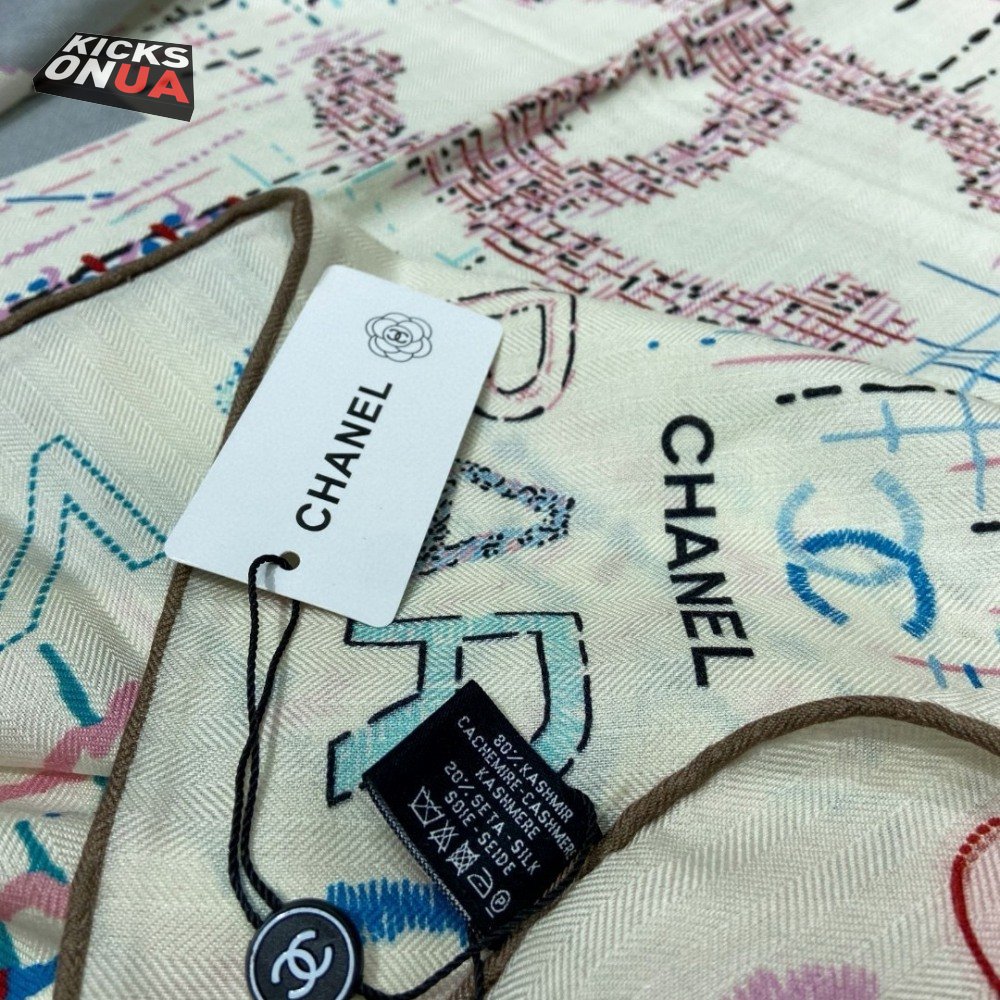 KICKS
ONUA
CHANEL
CHANEL
80% KASHMIR
CACHEMIRE-CASHMERE
KASHMERE
20% SETA, SILK
SOIE-SEIDE
P